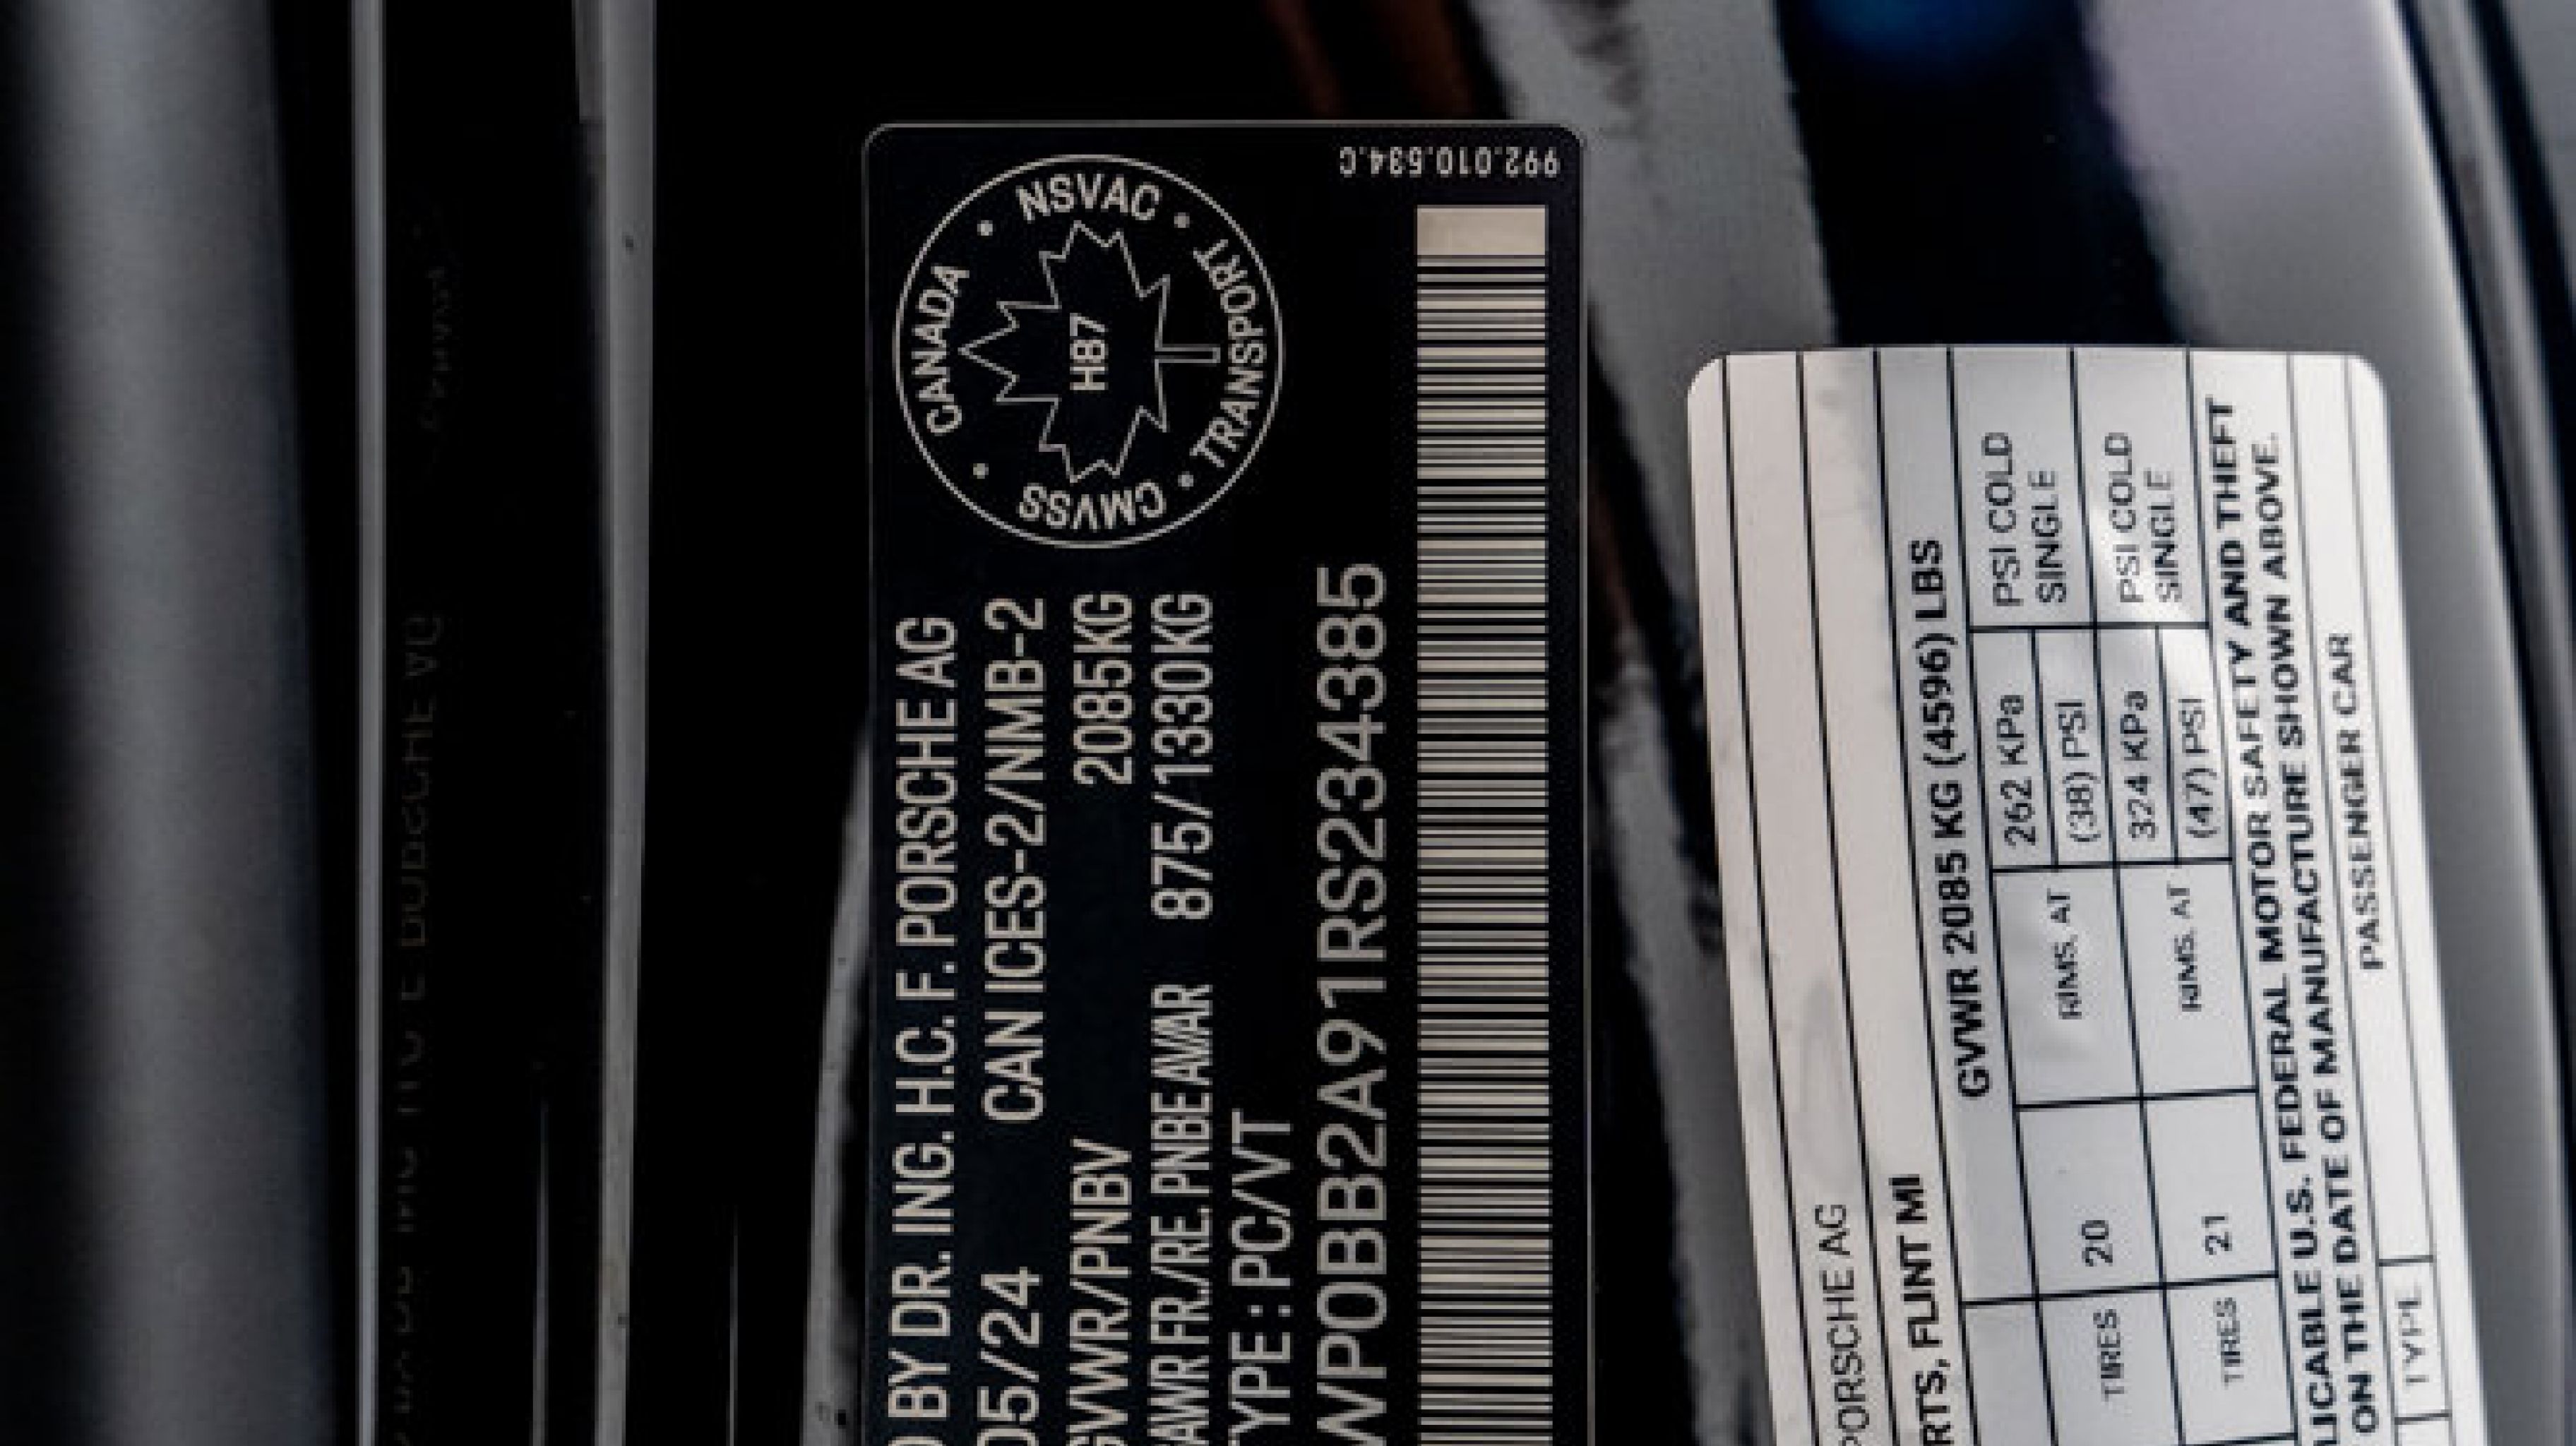 992.010.534.C
CANADA • NSVAC • TRANSPORT • CMVSS •
HB7
BY DR. ING. H.C. F. PORSCHE AG
05/24 CAN ICES-2/NMB-2
GVWR/PNBV 2085KG
GAWR FR./RE. PNBE AV/AR 875/1330KG
TYPE : PC/VT
WP0BB2A91RS234385
PORSCHE AG
FLINT MI
GVWR 2085 KG (4596) LBS
TIRES 20 RIMS. AT 262 KPa (38) PSI PSI COLD SINGLE
TIRES 21 RIMS. AT 324 KPa (47) PSI PSI COLD SINGLE
U.S. FEDERAL MOTOR SAFETY AND THEFT
ON THE DATE OF MANUFACTURE SHOWN ABOVE.
TYPE PASSENGER CAR